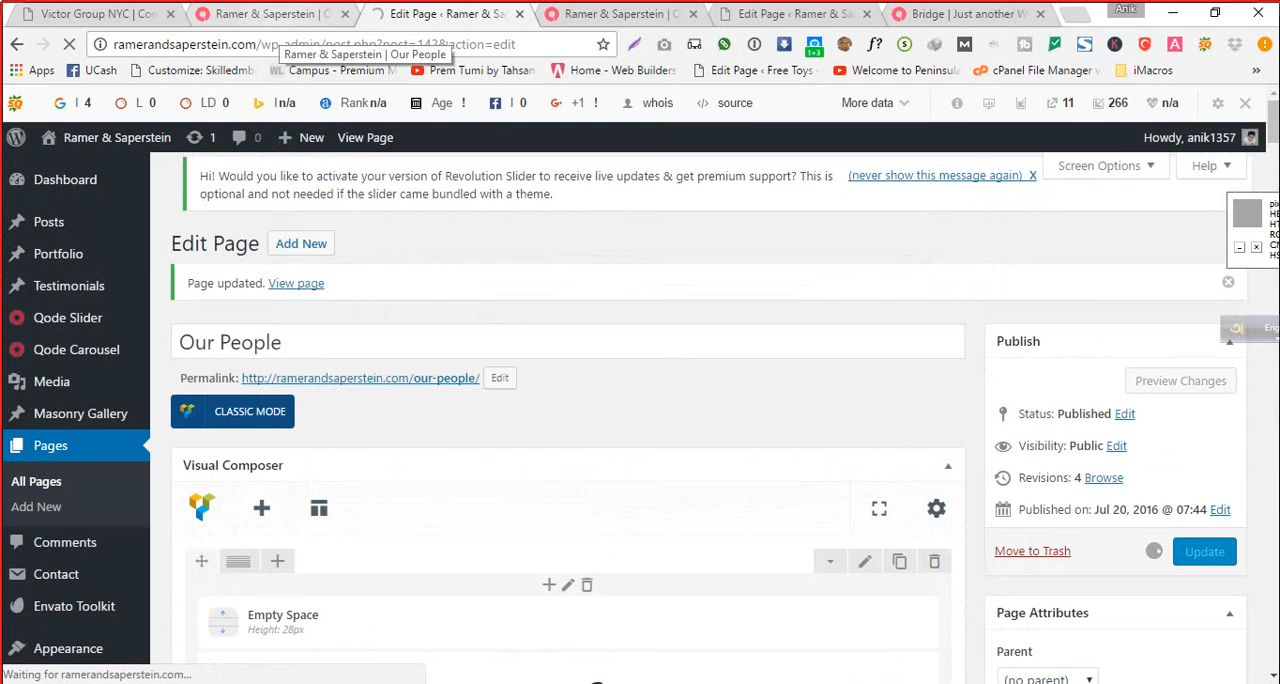 Victor Group NYC | Con
Ramer & Saperstein | C
Edit Page ‹ Ramer & Sa
Ramer & Saperstein | C
Edit Page ‹ Ramer & Sa
Bridge | Just another W
Anik
ramerandsaperstein.com/wp-admin/post.php?post=142&action=edit
Ramer & Saperstein | Our People
Apps
UCash
Customize: Skilledmb
Campus - Premium M
Prem Tumi by Tahsan
Home - Web Builders
Edit Page ‹ Free Toys
Welcome to Peninsula
cPanel File Manager v
iMacros
I 4
L 0
LD 0
I n/a
Rank n/a
Age !
I 0
+1 !
whois
source
More data
11
266
n/a
Ramer & Saperstein
1
0
New
View Page
Howdy, anik1357
Hi! Would you like to activate your version of Revolution Slider to receive live updates & get premium support? This is
optional and not needed if the slider came bundled with a theme.
(never show this message again) X
Screen Options
Help
Dashboard
Posts
Portfolio
Testimonials
Qode Slider
Qode Carousel
Media
Masonry Gallery
Pages
All Pages
Add New
Comments
Contact
Envato Toolkit
Appearance
Edit Page
Add New
Page updated. View page
Our People
Permalink: http://ramerandsaperstein.com/our-people/ Edit
CLASSIC MODE
Visual Composer
Empty Space
Height: 28px
Publish
Preview Changes
Status: Published Edit
Visibility: Public Edit
Revisions: 4 Browse
Published on: Jul 20, 2016 @ 07:44 Edit
Move to Trash
Update
Page Attributes
Parent
(no parent)
Eng
Waiting for ramerandsaperstein.com...